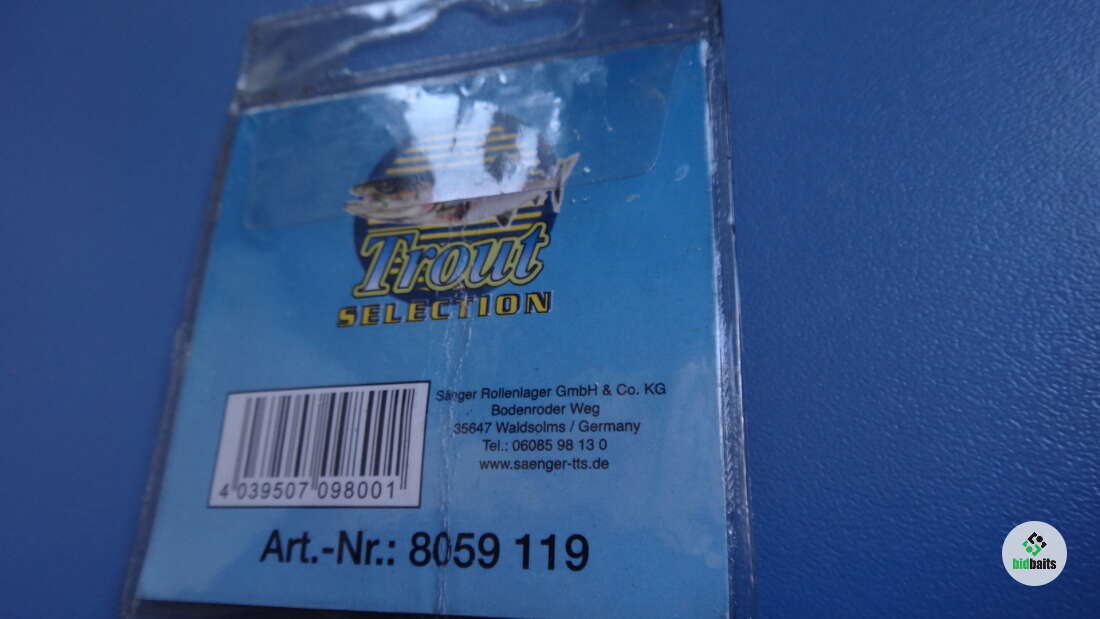 Trout
SELECTION
Sänger Rollenlager GmbH & Co. KG
Bodenroder Weg
35647 Waldsolms / Germany
Tel.: 06085 98 13 0
www.saenger-tts.de
4 039507 098001
Art.-Nr.: 8059 119
bidbaits